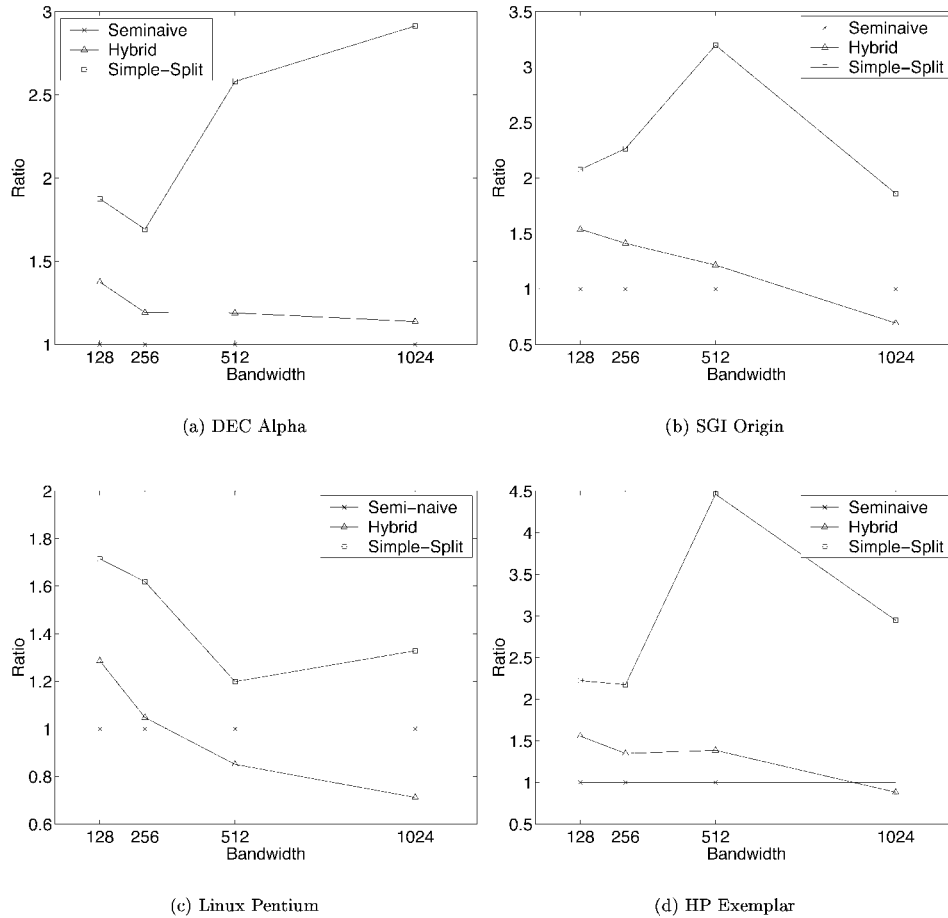 3
2.5
2
1.5
1
Ratio
Seminaive
Hybrid
Simple-Split
128 256 512 1024
Bandwidth
(a) DEC Alpha
3.5
3
2.5
2
1.5
1
0.5
Ratio
Seminaive
Hybrid
Simple-Split
128 256 512 1024
Bandwidth
(b) SGI Origin
2
1.8
1.6
1.4
1.2
1
0.8
0.6
Ratio
Semi-naive
Hybrid
Simple-Split
128 256 512 1024
Bandwidth
(c) Linux Pentium
4.5
4
3.5
3
2.5
2
1.5
1
0.5
Ratio
Seminaive
Hybrid
Simple-Split
128 256 512 1024
Bandwidth
(d) HP Exemplar